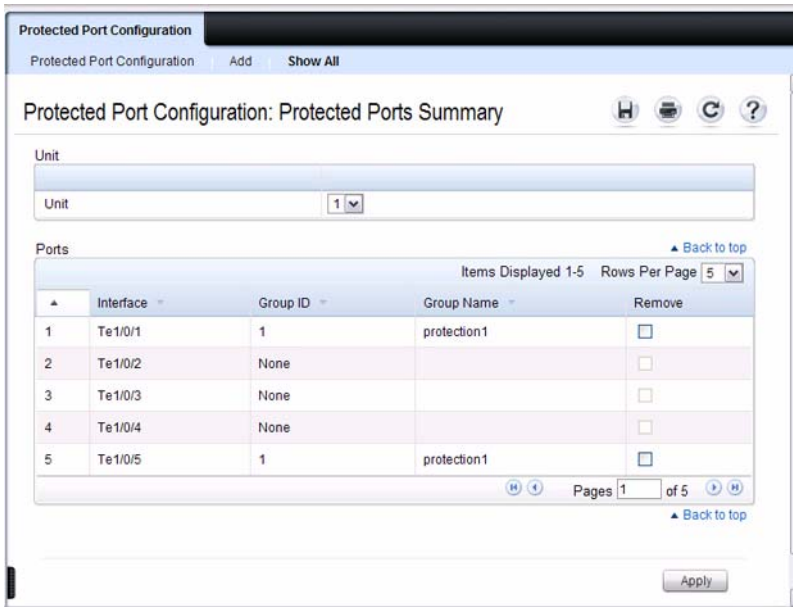 Protected Port Configuration
Protected Port Configuration Add Show All
Protected Port Configuration: Protected Ports Summary
Unit
Unit 1
Ports Back to top
Items Displayed 1-5 Rows Per Page 5
Interface Group ID Group Name Remove
1 Te1/0/1 1 protection1
2 Te1/0/2 None
3 Te1/0/3 None
4 Te1/0/4 None
5 Te1/0/5 1 protection1
Pages 1 of 5
Back to top
Apply